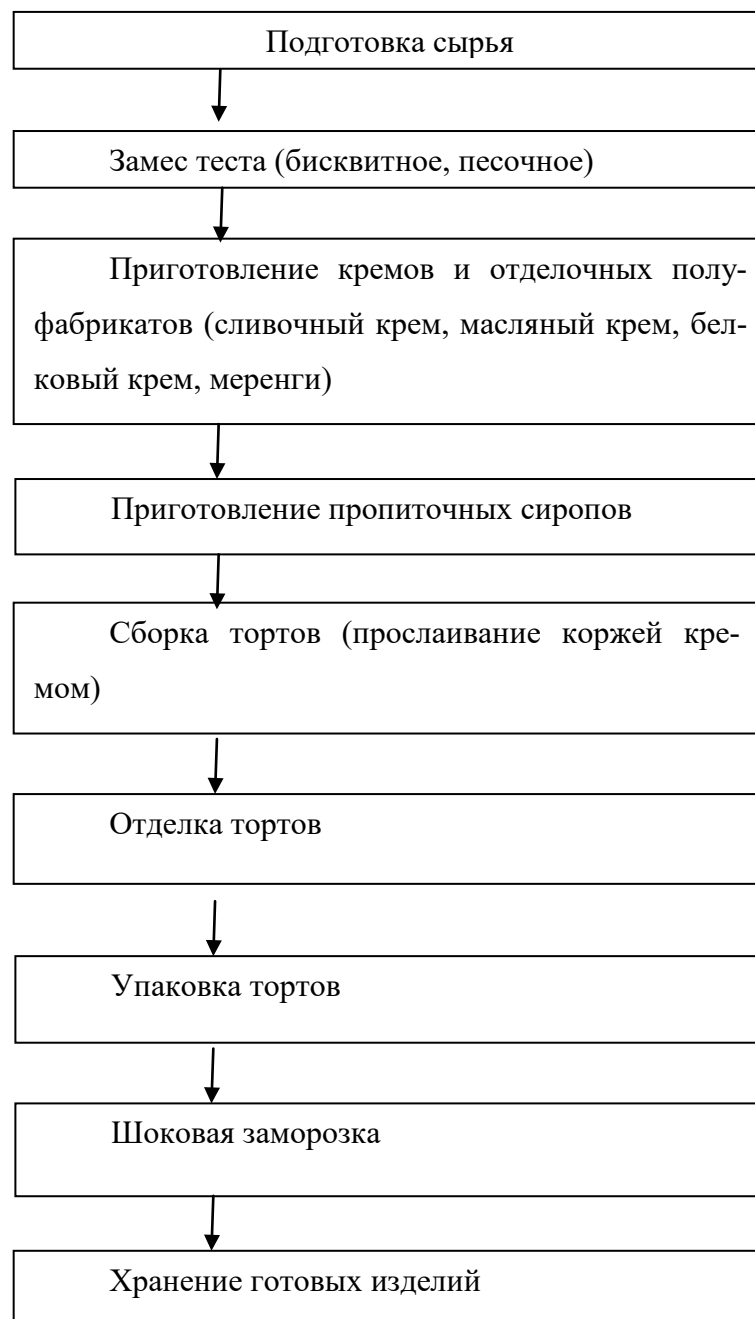 Подготовка сырья
Замес теста (бисквитное, песочное)
Приготовление кремов и отделочных полу-
фабрикатов (сливочный крем, масляный крем, бел-
ковый крем, меренги)
Приготовление пропиточных сиропов
Сборка тортов (прослаивание коржей кре-
мом)
Отделка тортов
Упаковка тортов
Шоковая заморозка
Хранение готовых изделий